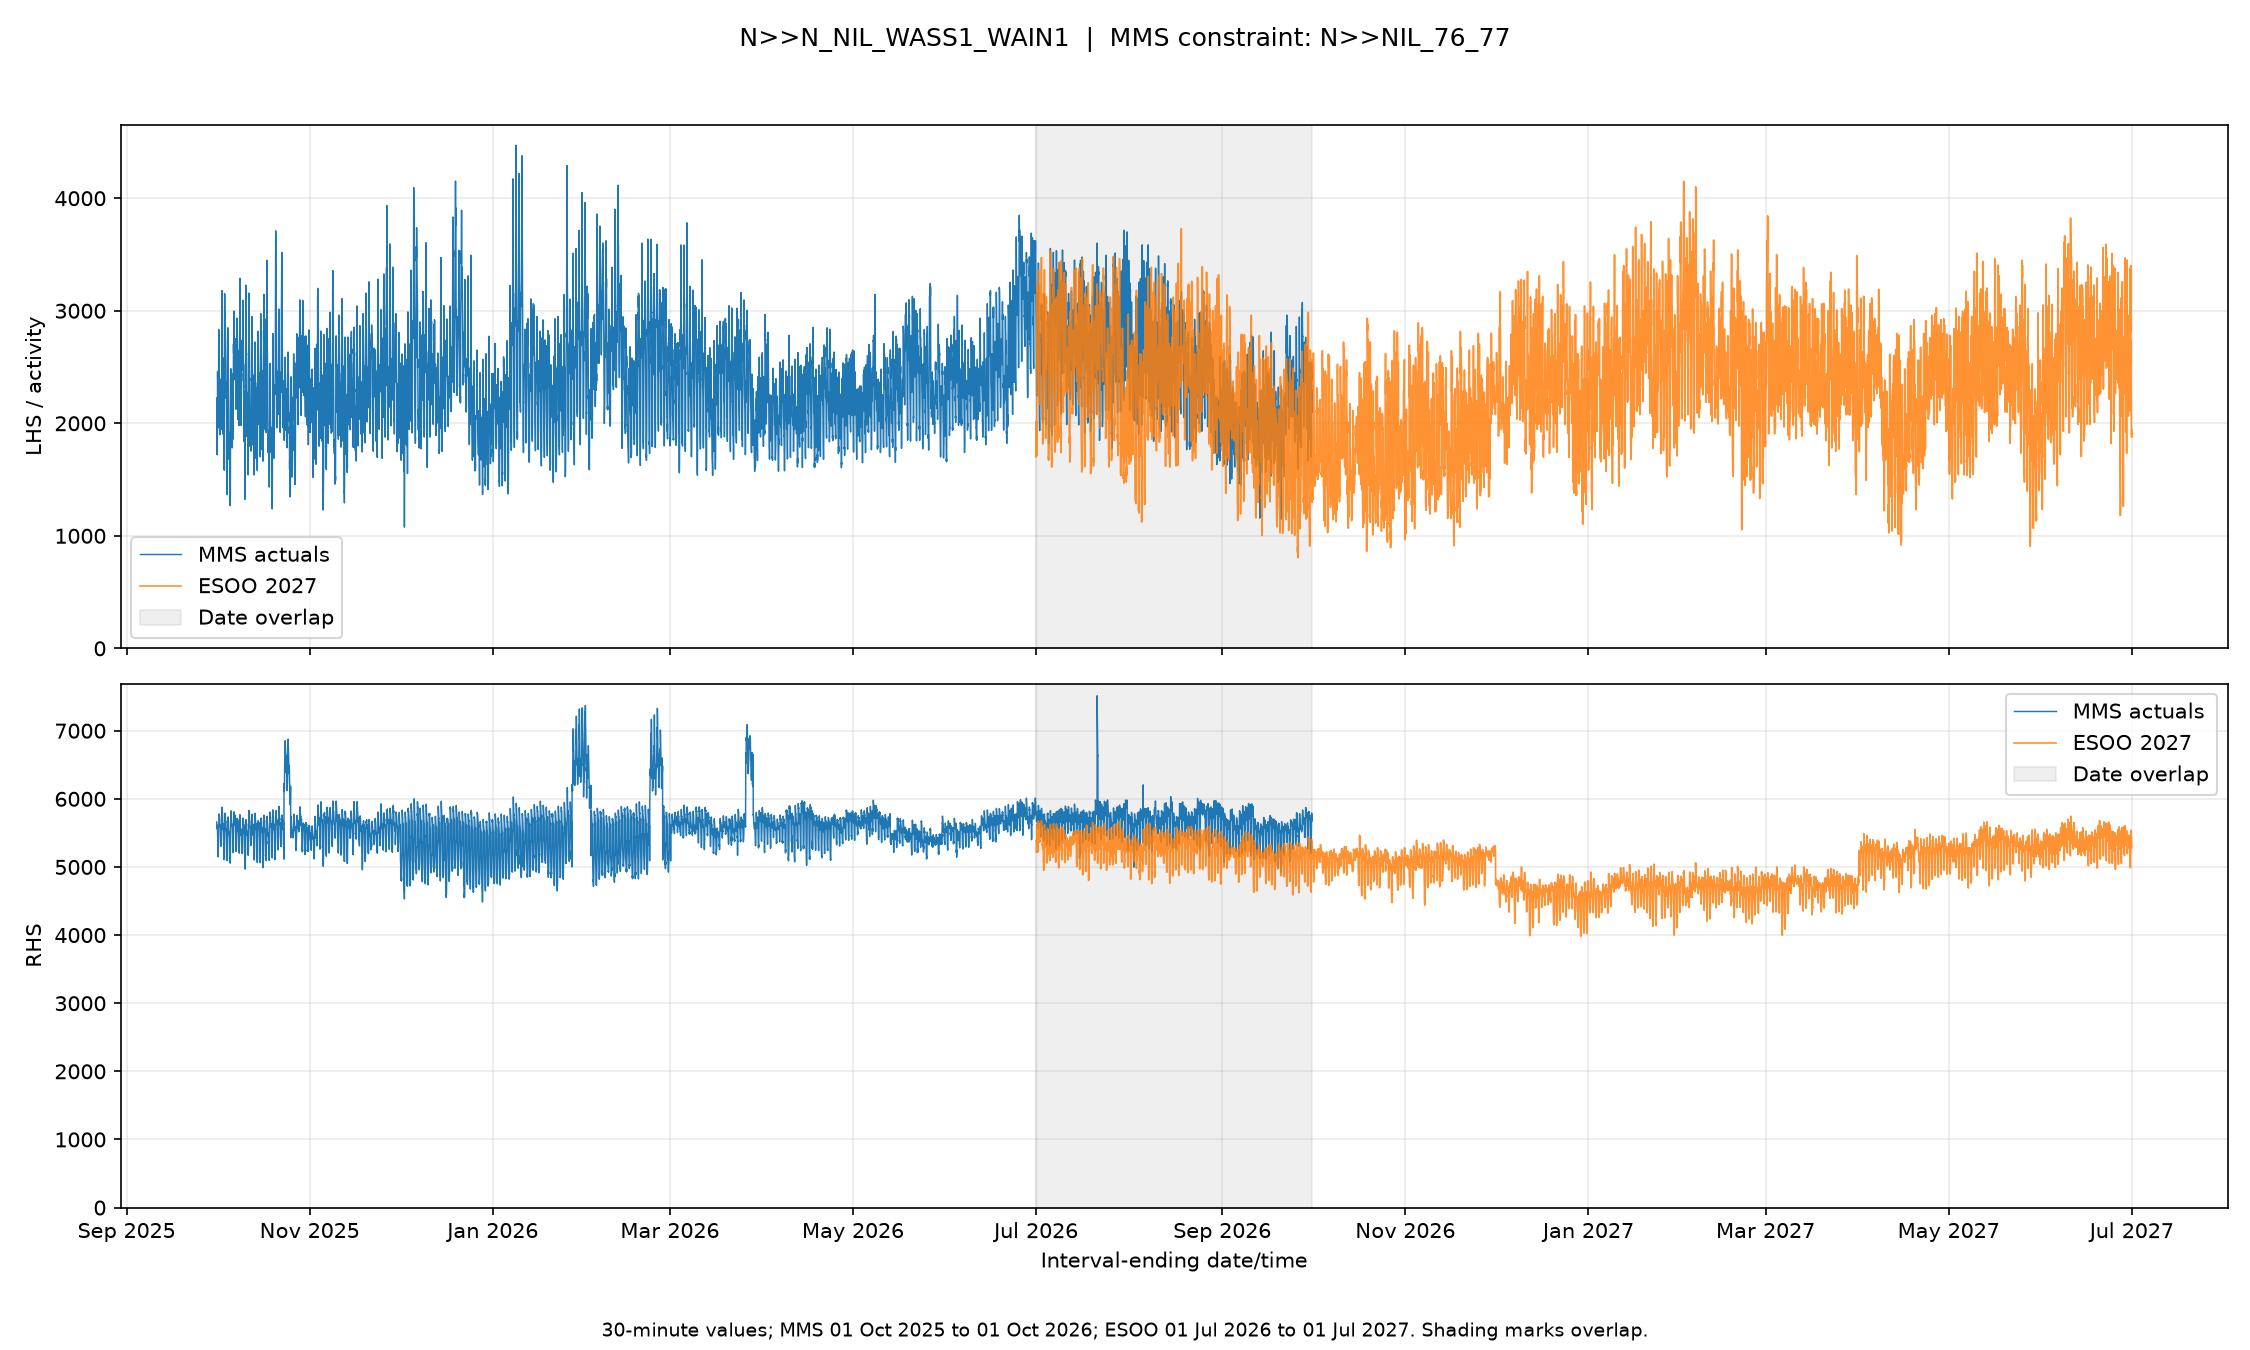 N>>N_NIL_WASS1_WAIN1 | MMS constraint: N>>NIL_76_77
LHS / activity
4000
3000
2000
1000
0
MMS actuals
ESOO 2027
Date overlap
RHS
7000
6000
5000
4000
3000
2000
1000
0
MMS actuals
ESOO 2027
Date overlap
Sep 2025 Nov 2025 Jan 2026 Mar 2026 May 2026 Jul 2026 Sep 2026 Nov 2026 Jan 2027 Mar 2027 May 2027 Jul 2027
Interval-ending date/time
30-minute values; MMS 01 Oct 2025 to 01 Oct 2026; ESOO 01 Jul 2026 to 01 Jul 2027. Shading marks overlap.